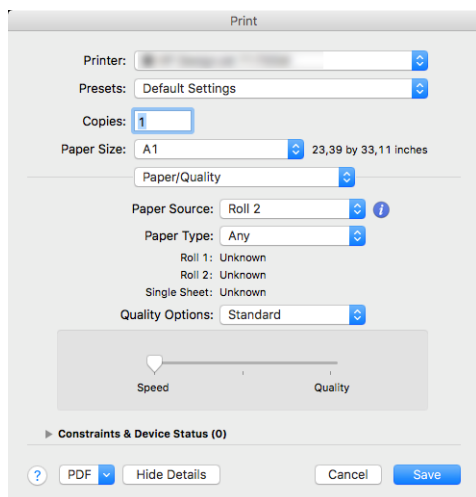 Print
Printer:
Presets: Default Settings
Copies: 1
Paper Size: A1 23,39 by 33,11 inches
Paper/Quality
Paper Source: Roll 2 i
Paper Type: Any
Roll 1: Unknown
Roll 2: Unknown
Single Sheet: Unknown
Quality Options: Standard
Speed Quality
Constraints & Device Status (0)
? PDF Hide Details Cancel Save